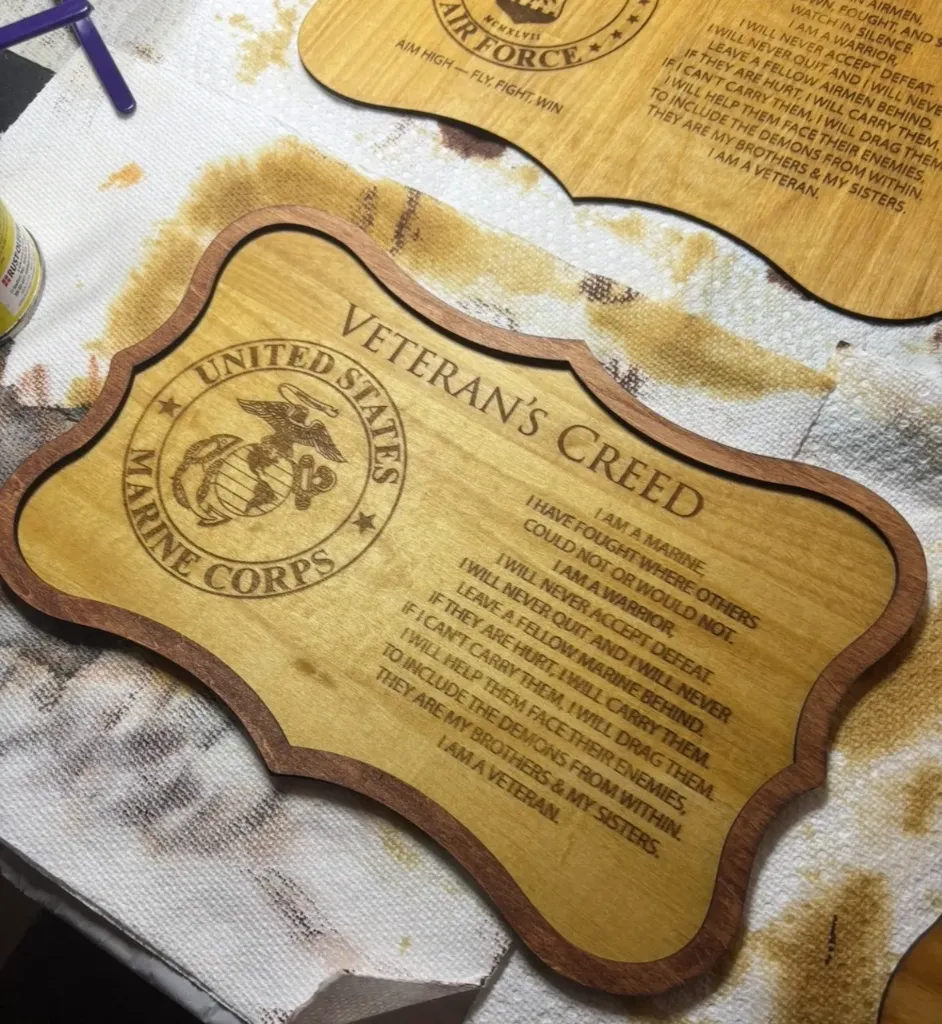 MCMXLVII
AIR FORCE
AIM HIGH — FLY, FIGHT, WIN
AIRMEN,
FOUGHT, AND
WATCH IN SILENCE.
I AM A WARRIOR.
I WILL NEVER ACCEPT DEFEAT.
I WILL NEVER QUIT AND I WILL NEVE
LEAVE A FELLOW AIRMEN BEHIND.
IF THEY ARE HURT, I WILL CARRY THEM.
IF I CAN'T CARRY THEM, I WILL DRAG THEM
I WILL HELP THEM FACE THEIR ENEMIES,
TO INCLUDE THE DEMONS FROM WITHIN.
THEY ARE MY BROTHERS & MY SISTERS.
I AM A VETERAN.
VETERAN'S CREED
UNITED STATES
MARINE CORPS
I AM A MARINE.
I HAVE FOUGHT WHERE OTHERS
COULD NOT OR WOULD NOT.
I AM A WARRIOR.
I WILL NEVER ACCEPT DEFEAT.
I WILL NEVER QUIT AND I WILL NEVER
LEAVE A FELLOW MARINE BEHIND.
IF THEY ARE HURT, I WILL CARRY THEM.
IF I CAN'T CARRY THEM, I WILL DRAG THEM.
I WILL HELP THEM FACE THEIR ENEMIES,
TO INCLUDE THE DEMONS FROM WITHIN.
THEY ARE MY BROTHERS & MY SISTERS.
I AM A VETERAN.